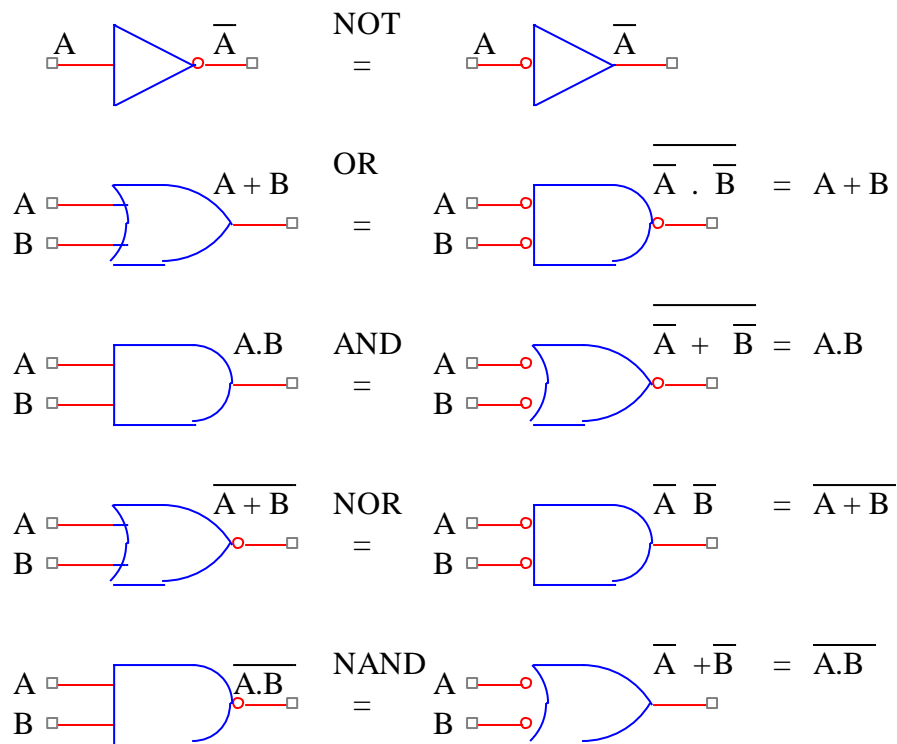 A A̅ NOT A A̅
=
OR
A + B A̅ . B̅ = A + B
A A
B = B
A.B AND A̅ + B̅ = A.B
A A
B = B
A + B NOR A̅ B̅ = A + B
A A
B = B
NAND A̅ + B̅ = A.B
A A.B A
B = B